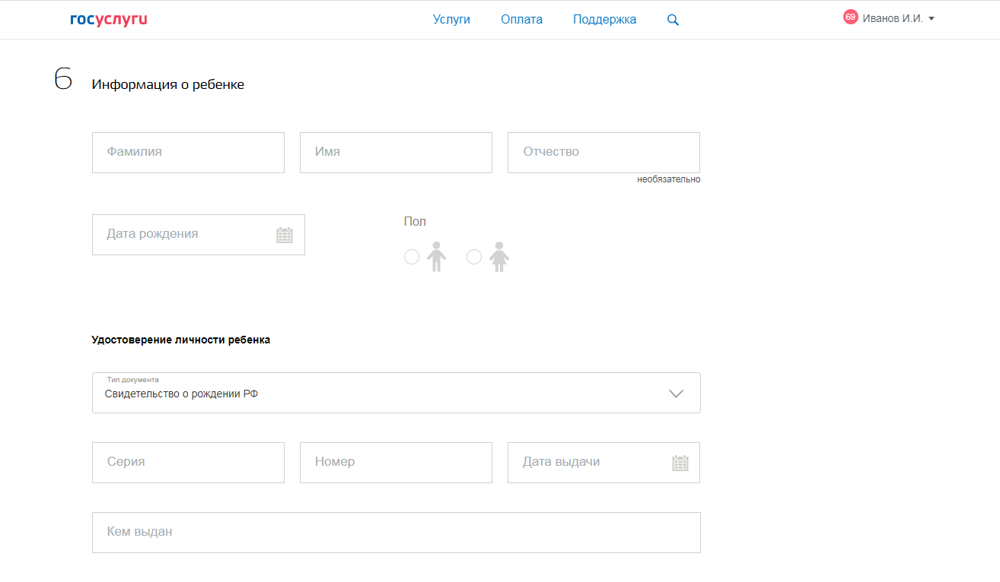 госуслуги Услуги Оплата Поддержка 69 Иванов И.И.
6 Информация о ребенке
Фамилия Имя Отчество
необязательно
Дата рождения Пол
Удостоверение личности ребенка
Тип документа
Свидетельство о рождении РФ
Серия Номер Дата выдачи
Кем выдан